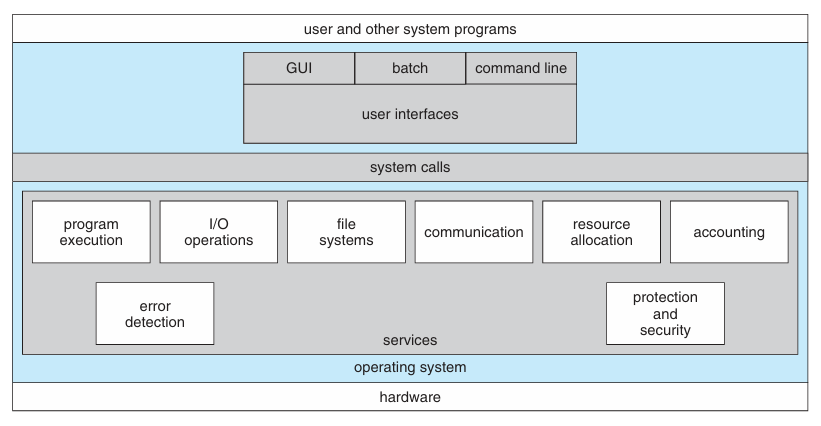 user and other system programs
GUI
batch
command line
user interfaces
system calls
program
execution
I/O
operations
file
systems
communication
resource
allocation
accounting
error
detection
protection
and
security
services
operating system
hardware